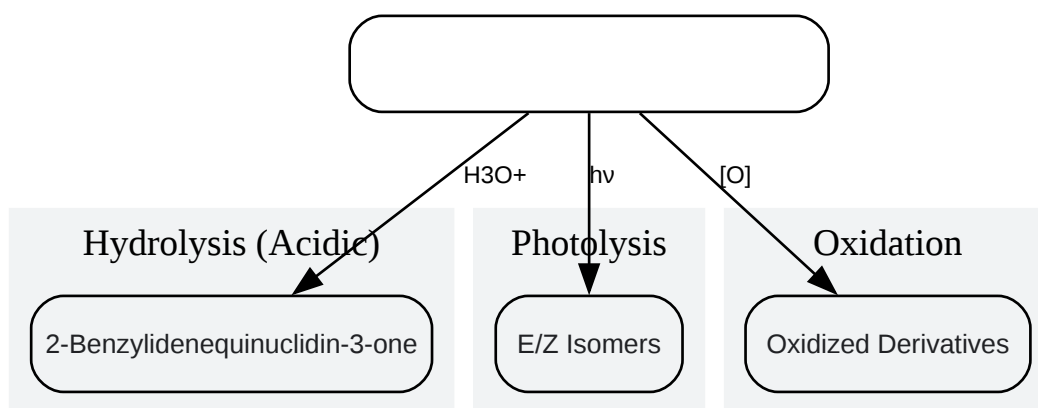 H3O+
hν
[O]
Hydrolysis (Acidic)
Photolysis
Oxidation
2-Benzylidenequinuclidin-3-one
E/Z Isomers
Oxidized Derivatives